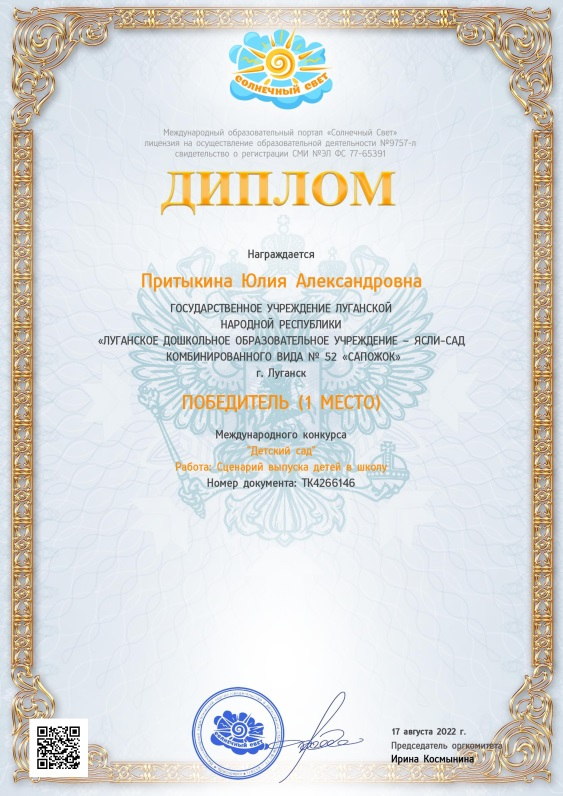 СОЛНЕЧНЫЙ СВЕТ
Международный образовательный портал «Солнечный Свет»
лицензия на осуществление образовательной деятельности №9757-л
свидетельство о регистрации СМИ №ЭЛ ФС 77-65391
ДИПЛОМ
Награждается
Притыкина Юлия Александровна
ГОСУДАРСТВЕННОЕ УЧРЕЖДЕНИЕ ЛУГАНСКОЙ
НАРОДНОЙ РЕСПУБЛИКИ
«ЛУГАНСКОЕ ДОШКОЛЬНОЕ ОБРАЗОВАТЕЛЬНОЕ УЧРЕЖДЕНИЕ – ЯСЛИ-САД
КОМБИНИРОВАННОГО ВИДА № 52 «САПОЖОК»
г. Луганск
ПОБЕДИТЕЛЬ (1 МЕСТО)
Международного конкурса
"Детский сад"
Работа: Сценарий выпуска детей в школу
Номер документа: ТК4266146
СОЛНЕЧНЫЙ СВЕТ
17 августа 2022 г.
Председатель оргкомитета
Ирина Космынина